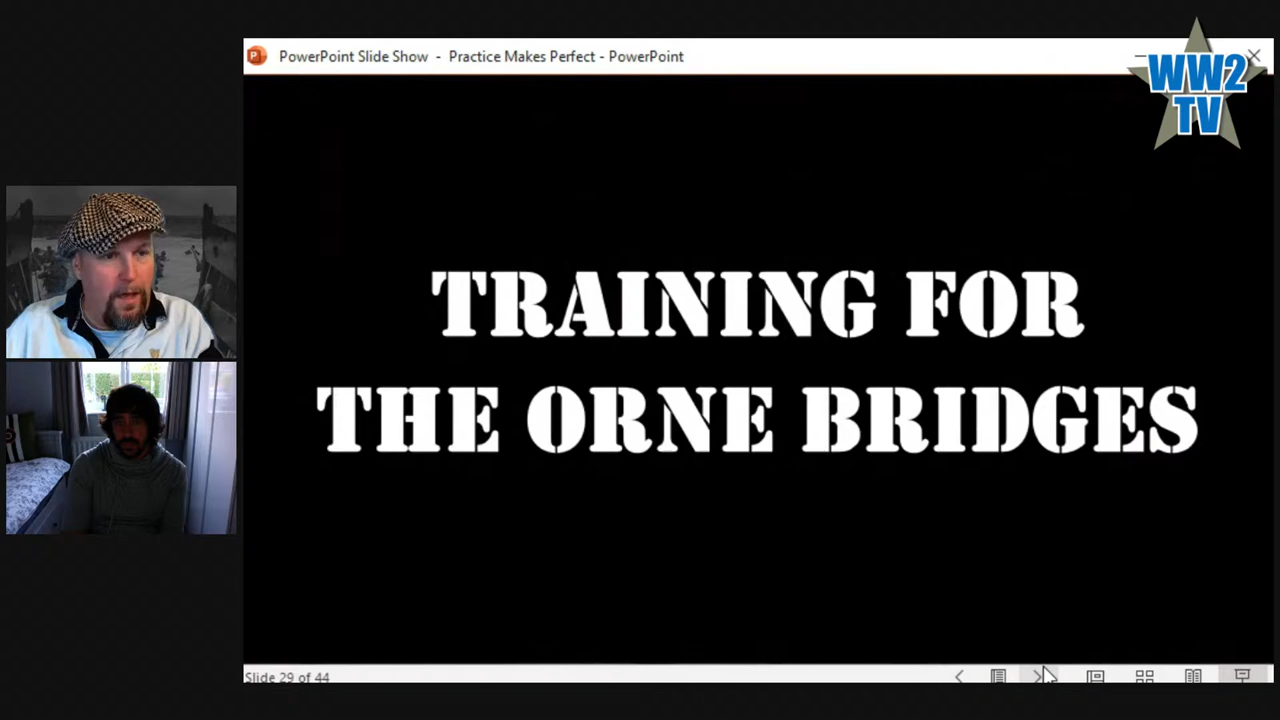 PowerPoint Slide Show - Practice Makes Perfect - PowerPoint
WW2
TV
TRAINING FOR
THE ORNE BRIDGES
Slide 29 of 44